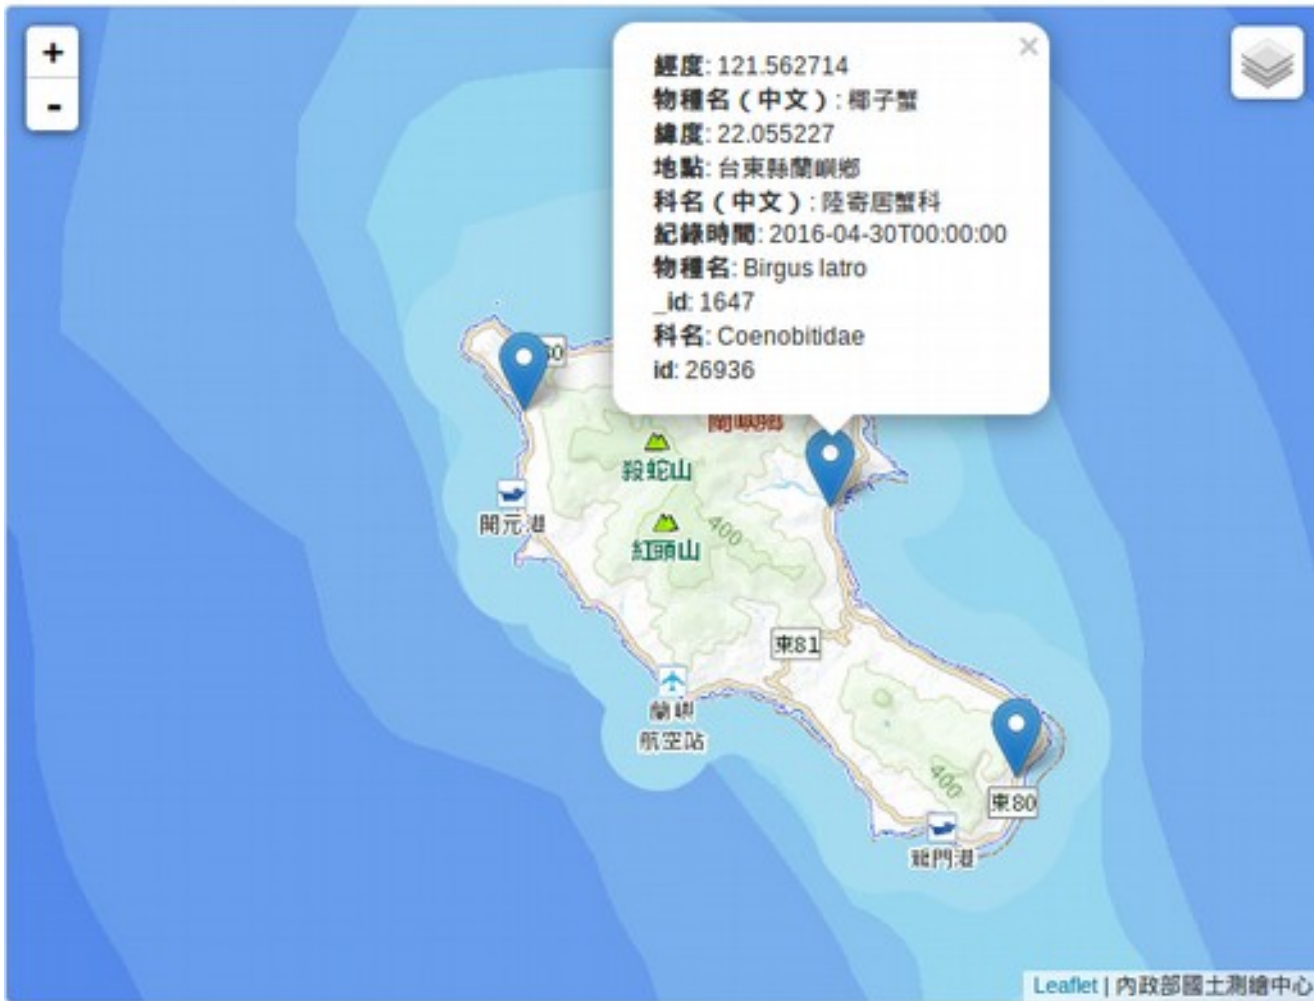 +
-
×
經度: 121.562714
物種名（中文）: 椰子蟹
緯度: 22.055227
地點: 台東縣蘭嶼鄉
科名（中文）: 陸寄居蟹科
紀錄時間: 2016-04-30T00:00:00
物種名: Birgus latro
_id: 1647
科名: Coenobitidae
id: 26936
蘭嶼鄉
殺蛇山
開元港
紅頭山
400
東81
蘭嶼
航空站
400
東80
龍門港
Leaflet | 內政部國土測繪中心